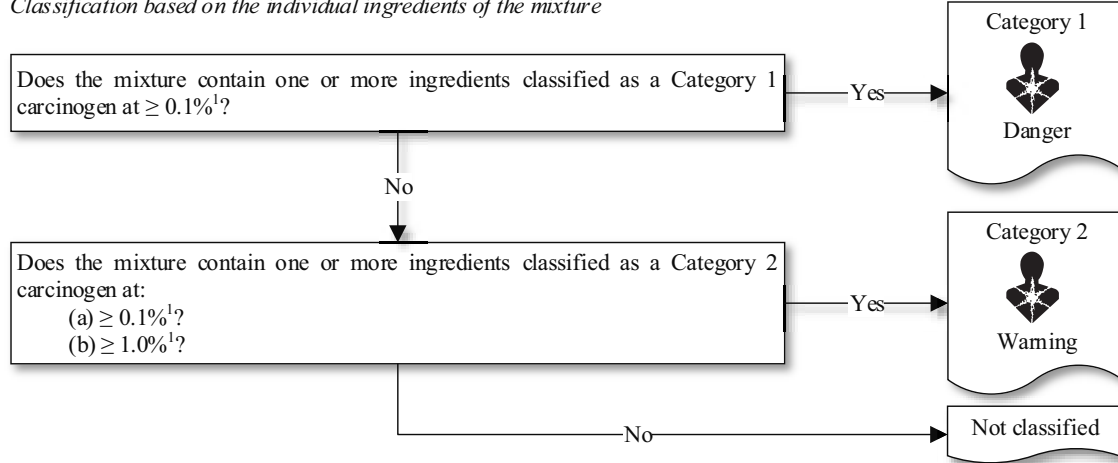 Classification based on the individual ingredients of the mixture
Does the mixture contain one or more ingredients classified as a Category 1
carcinogen at ≥ 0.1%¹?
Yes
Category 1
Danger
No
Does the mixture contain one or more ingredients classified as a Category 2
carcinogen at:
(a) ≥ 0.1%¹?
(b) ≥ 1.0%¹?
Yes
Category 2
Warning
No
Not classified